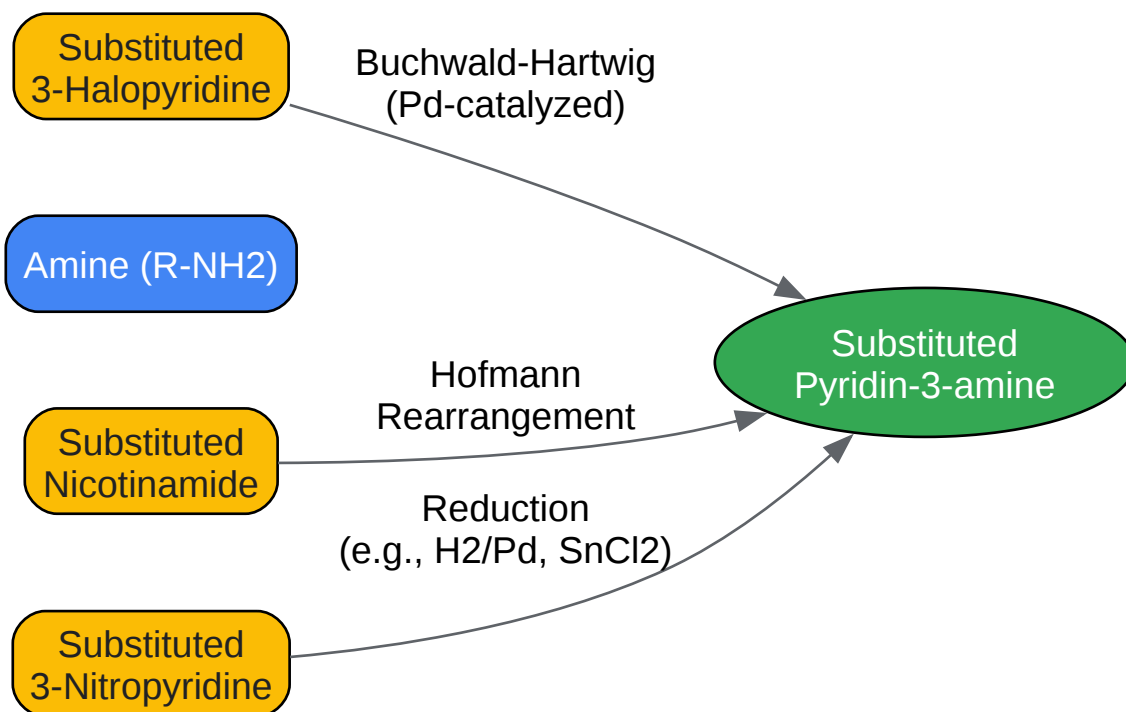 Substituted
3-Halopyridine
Buchwald-Hartwig
(Pd-catalyzed)
Amine (R-NH2)
Substituted
Pyridin-3-amine
Hofmann
Rearrangement
Substituted
Nicotinamide
Reduction
(e.g., H2/Pd, SnCl2)
Substituted
3-Nitropyridine